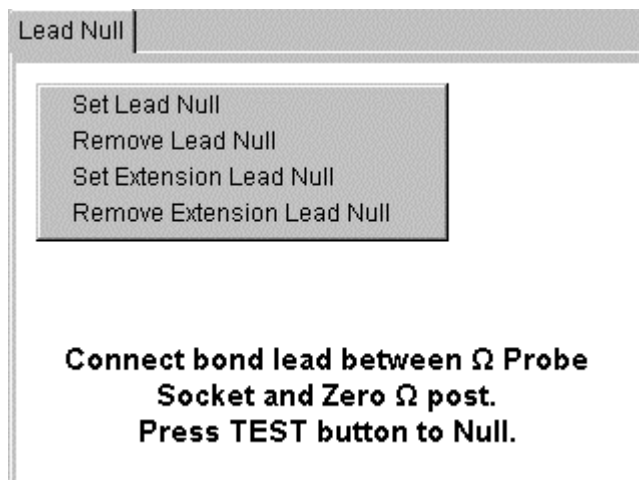 Lead Null
Set Lead Null
Remove Lead Null
Set Extension Lead Null
Remove Extension Lead Null
Connect bond lead between Ω Probe
Socket and Zero Ω post.
Press TEST button to Null.